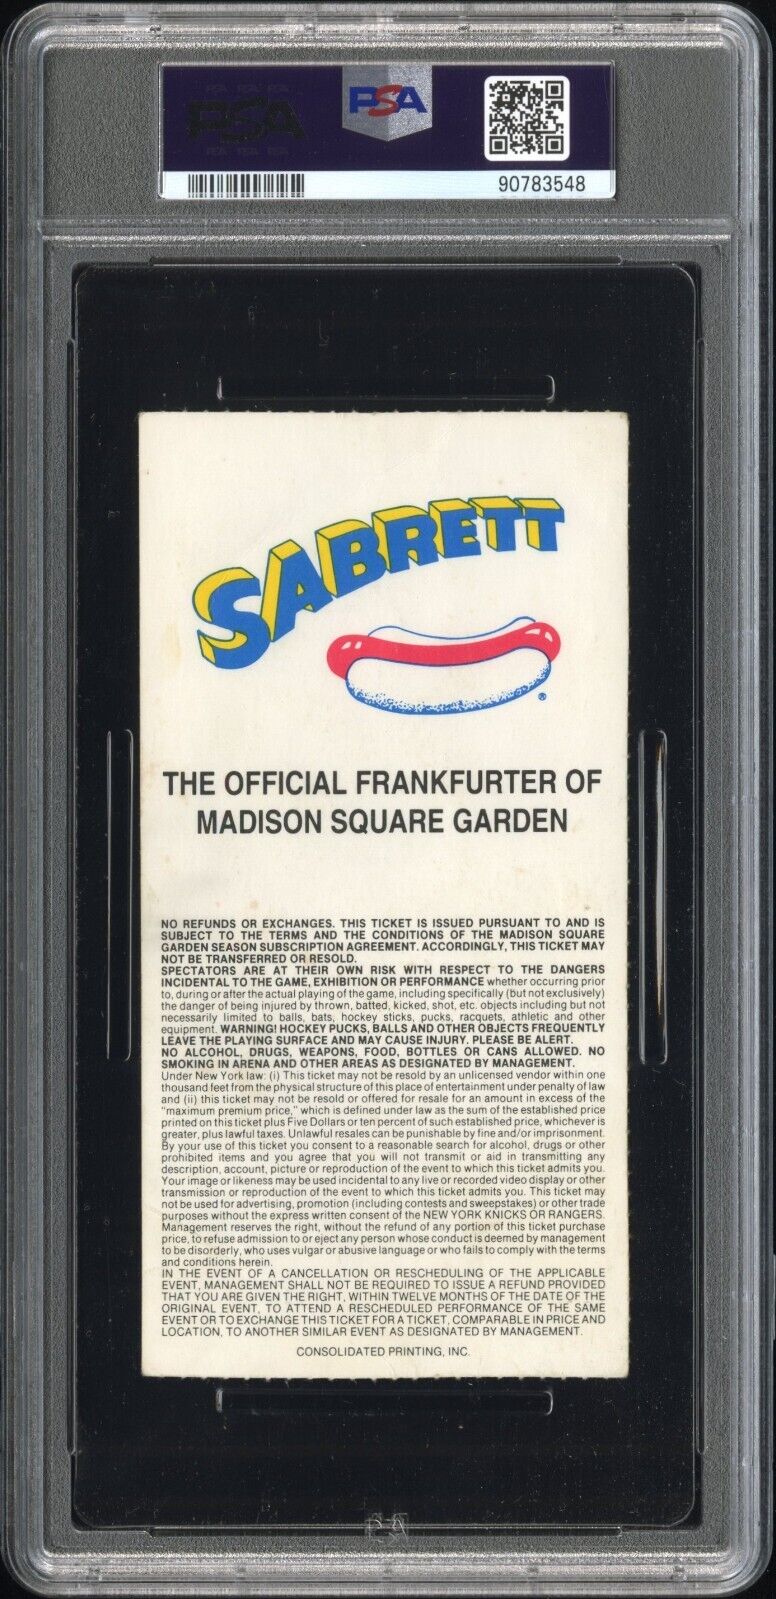 PSA PSA PSA
PSA
PSA PSA PSA
PSA
90783548
SABRETT
®
THE OFFICIAL FRANKFURTER OF
MADISON SQUARE GARDEN
NO REFUNDS OR EXCHANGES. THIS TICKET IS ISSUED PURSUANT TO AND IS
SUBJECT TO THE TERMS AND THE CONDITIONS OF THE MADISON SQUARE
GARDEN SEASON SUBSCRIPTION AGREEMENT. ACCORDINGLY, THIS TICKET MAY
NOT BE TRANSFERRED OR RESOLD.
SPECTATORS ARE AT THEIR OWN RISK WITH RESPECT TO THE DANGERS
INCIDENTAL TO THE GAME, EXHIBITION OR PERFORMANCE whether occurring prior
to, during or after the actual playing of the game, including specifically (but not exclusively)
the danger of being injured by thrown, batted, kicked, shot, etc. objects including but not
necessarily limited to balls, bats, hockey sticks, pucks, racquets, athletic and other
equipment. WARNING! HOCKEY PUCKS, BALLS AND OTHER OBJECTS FREQUENTLY
LEAVE THE PLAYING SURFACE AND MAY CAUSE INJURY. PLEASE BE ALERT.
NO ALCOHOL, DRUGS, WEAPONS, FOOD, BOTTLES OR CANS ALLOWED. NO
SMOKING IN ARENA AND OTHER AREAS AS DESIGNATED BY MANAGEMENT.
Under New York law: (i) This ticket may not be resold by an unlicensed vendor within one
thousand feet from the physical structure of this place of entertainment under penalty of law
and (ii) this ticket may not be resold or offered for resale for an amount in excess of the
"maximum premium price," which is defined under law as the sum of the established price
printed on this ticket plus Five Dollars or ten percent of such established price, whichever is
greater, plus lawful taxes. Unlawful resales can be punishable by fine and/or imprisonment.
By your use of this ticket you consent to a reasonable search for alcohol, drugs or other
prohibited items and you agree that you will not transmit or aid in transmitting any
description, account, picture or reproduction of the event to which this ticket admits you.
Your image or likeness may be used incidental to any live or recorded video display or other
transmission or reproduction of the event to which this ticket admits you. This ticket may
not be used for advertising, promotion (including contests and sweepstakes) or other trade
purposes without the express written consent of the NEW YORK KNICKS OR RANGERS.
Management reserves the right, without the refund of any portion of this ticket purchase
price, to refuse admission to or eject any person whose conduct is deemed by management
to be disorderly, who uses vulgar or abusive language or who fails to comply with the terms
and conditions herein.
IN THE EVENT OF A CANCELLATION OR RESCHEDULING OF THE APPLICABLE
EVENT, MANAGEMENT SHALL NOT BE REQUIRED TO ISSUE A REFUND PROVIDED
THAT YOU ARE GIVEN THE RIGHT, WITHIN TWELVE MONTHS OF THE DATE OF THE
ORIGINAL EVENT, TO ATTEND A RESCHEDULED PERFORMANCE OF THE SAME
EVENT OR TO EXCHANGE THIS TICKET FOR A TICKET, COMPARABLE IN PRICE AND
LOCATION, TO ANOTHER SIMILAR EVENT AS DESIGNATED BY MANAGEMENT.
CONSOLIDATED PRINTING, INC.
PSA